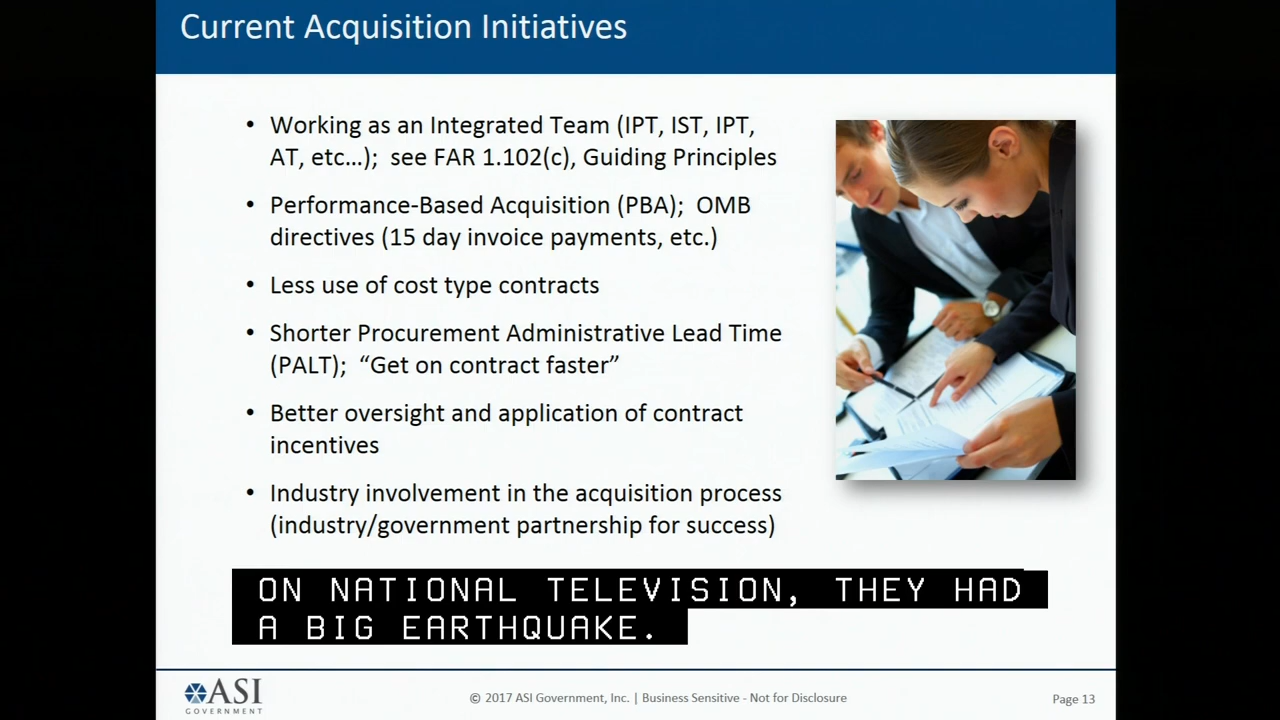 Current Acquisition Initiatives
• Working as an Integrated Team (IPT, IST, IPT,
AT, etc…); see FAR 1.102(c), Guiding Principles
• Performance-Based Acquisition (PBA); OMB
directives (15 day invoice payments, etc.)
• Less use of cost type contracts
• Shorter Procurement Administrative Lead Time
(PALT); “Get on contract faster”
• Better oversight and application of contract
incentives
• Industry involvement in the acquisition process
(industry/government partnership for success)
ON NATIONAL TELEVISION, THEY HAD
A BIG EARTHQUAKE.
ASI
GOVERNMENT
© 2017 ASI Government, Inc. | Business Sensitive - Not for Disclosure
Page 13